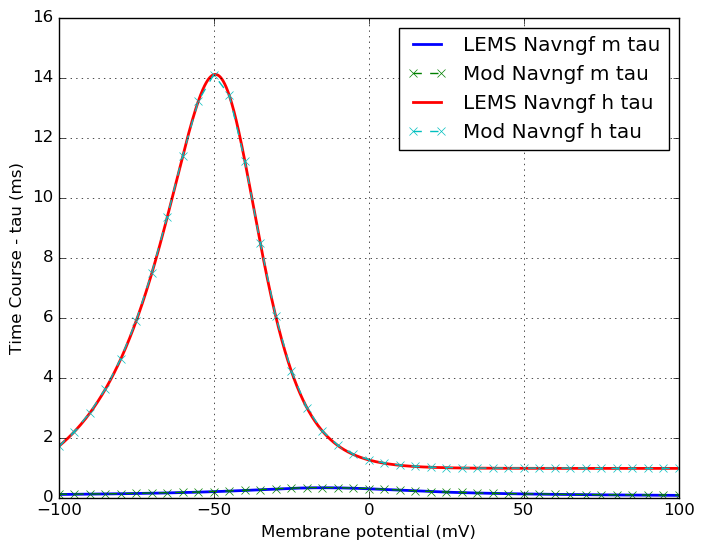 16
14
12
10
8
6
4
2
0
−100
−50
0
50
100
Time Course - tau (ms)
Membrane potential (mV)
LEMS Navngf m tau
Mod Navngf m tau
LEMS Navngf h tau
Mod Navngf h tau